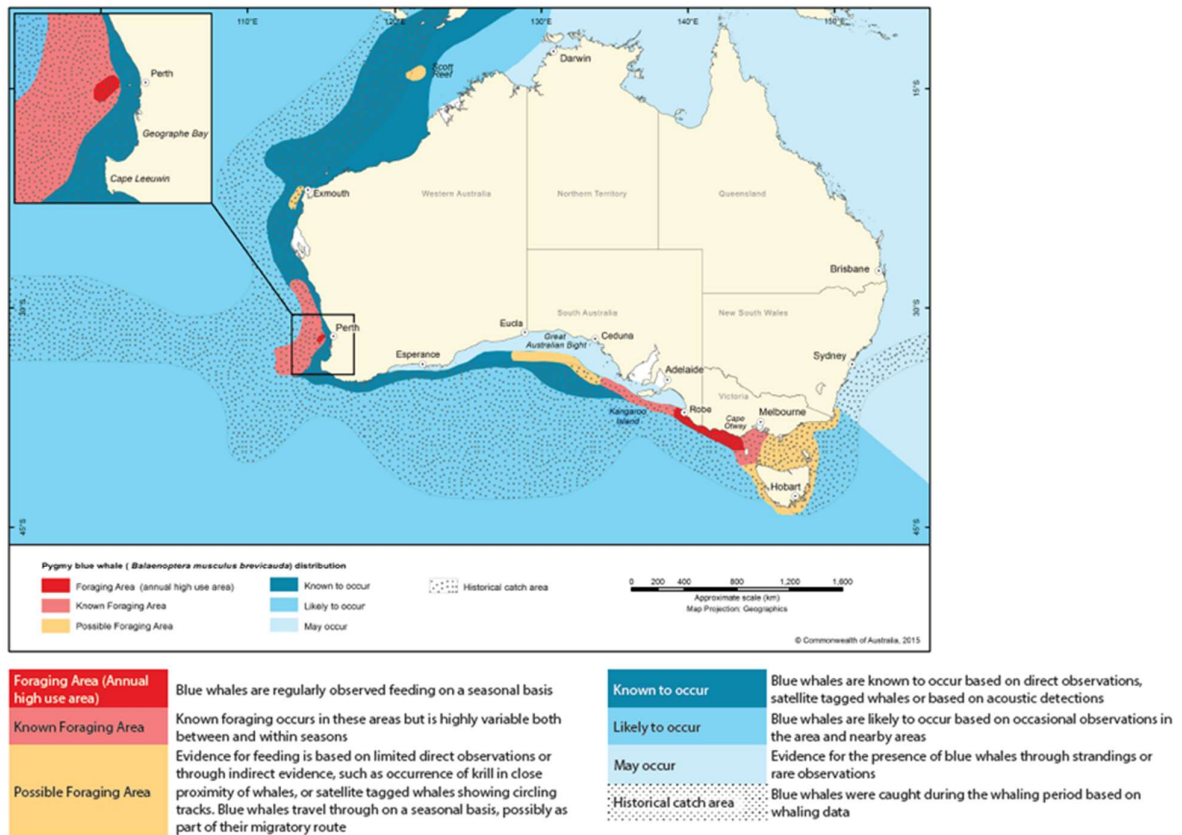 110°E
120°E
130°E
140°E
150°E
Perth
Geographe Bay
Cape Leeuwin
Scott
Reef
Darwin
15°S
15°S
Exmouth
Western Australia
Northern Territory
Queensland
Brisbane
30°S
30°S
South Australia
New South Wales
Perth
Eucla
Great
Australian Bight
Ceduna
Esperance
Sydney
Adelaide
Victoria
Kangaroo
Island
Robe
Cape
Otway
Melbourne
Hobart
45°S
45°S
Pygmy blue whale ( Balaenoptera musculus brevicauda) distribution
Foraging Area (annual high use area)
Known Foraging Area
Possible Foraging Area
Known to occur
Likely to occur
May occur
Historical catch area
0 200 400 800 1,200 1,600
Approximate scale (km)
Map Projection: Geographics
© Commonwealth of Australia, 2015
Foraging Area (Annual
high use area)
Blue whales are regularly observed feeding on a seasonal basis
Known Foraging Area
Known foraging occurs in these areas but is highly variable both
between and within seasons
Possible Foraging Area
Evidence for feeding is based on limited direct observations or
through indirect evidence, such as occurrence of krill in close
proximity of whales, or satellite tagged whales showing circling
tracks. Blue whales travel through on a seasonal basis, possibly as
part of their migratory route
Known to occur
Blue whales are known to occur based on direct observations,
satellite tagged whales or based on acoustic detections
Likely to occur
Blue whales are likely to occur based on occasional observations in
the area and nearby areas
May occur
Evidence for the presence of blue whales through strandings or
rare observations
Historical catch area
Blue whales were caught during the whaling period based on
whaling data